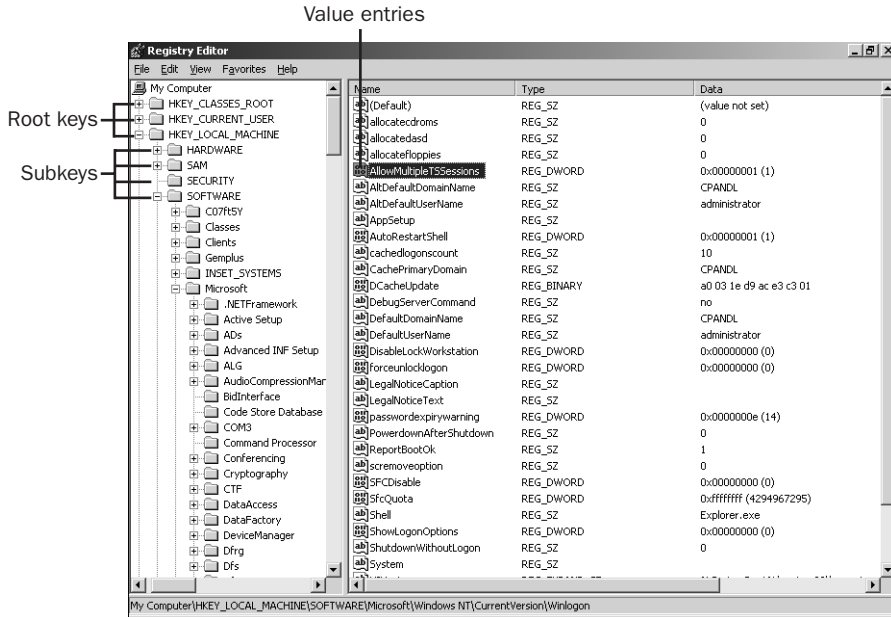 Value entries
Registry Editor
File Edit View Favorites Help
Root keys
Subkeys
My Computer
HKEY_CLASSES_ROOT
HKEY_CURRENT_USER
HKEY_LOCAL_MACHINE
HARDWARE
SAM
SECURITY
SOFTWARE
C07ft5Y
Classes
Clients
Gemplus
INSET_SYSTEMS
Microsoft
.NETFramework
Active Setup
ADs
Advanced INF Setup
ALG
AudioCompressionMar
BidInterface
Code Store Database
COM3
Command Processor
Conferencing
Cryptography
CTF
DataAccess
DataFactory
DeviceManager
Dfrg
Dfs
Name Type Data
(Default) REG_SZ (value not set)
allocatecdroms REG_SZ 0
allocatedasd REG_SZ 0
allocatefloppies REG_SZ 0
AllowMultipleTSSessions REG_DWORD 0x00000001 (1)
AltDefaultDomainName REG_SZ CPANDL
AltDefaultUserName REG_SZ administrator
AppSetup REG_SZ
AutoRestartShell REG_DWORD 0x00000001 (1)
cachedlogonscount REG_SZ 10
CachePrimaryDomain REG_SZ CPANDL
DCacheUpdate REG_BINARY a0 03 1e d9 ac e3 c3 01
DebugServerCommand REG_SZ no
DefaultDomainName REG_SZ CPANDL
DefaultUserName REG_SZ administrator
DisableLockWorkstation REG_DWORD 0x00000000 (0)
forceunlocklogon REG_DWORD 0x00000000 (0)
LegalNoticeCaption REG_SZ
LegalNoticeText REG_SZ
passwordexpirywarning REG_DWORD 0x0000000e (14)
PowerdownAfterShutdown REG_SZ 0
ReportBootOk REG_SZ 1
scremoveoption REG_SZ 0
SFCDisable REG_DWORD 0x00000000 (0)
SfcQuota REG_DWORD 0xffffffff (4294967295)
Shell REG_SZ Explorer.exe
ShowLogonOptions REG_DWORD 0x00000000 (0)
ShutdownWithoutLogon REG_SZ 0
System REG_SZ
My Computer\HKEY_LOCAL_MACHINE\SOFTWARE\Microsoft\Windows NT\CurrentVersion\Winlogon